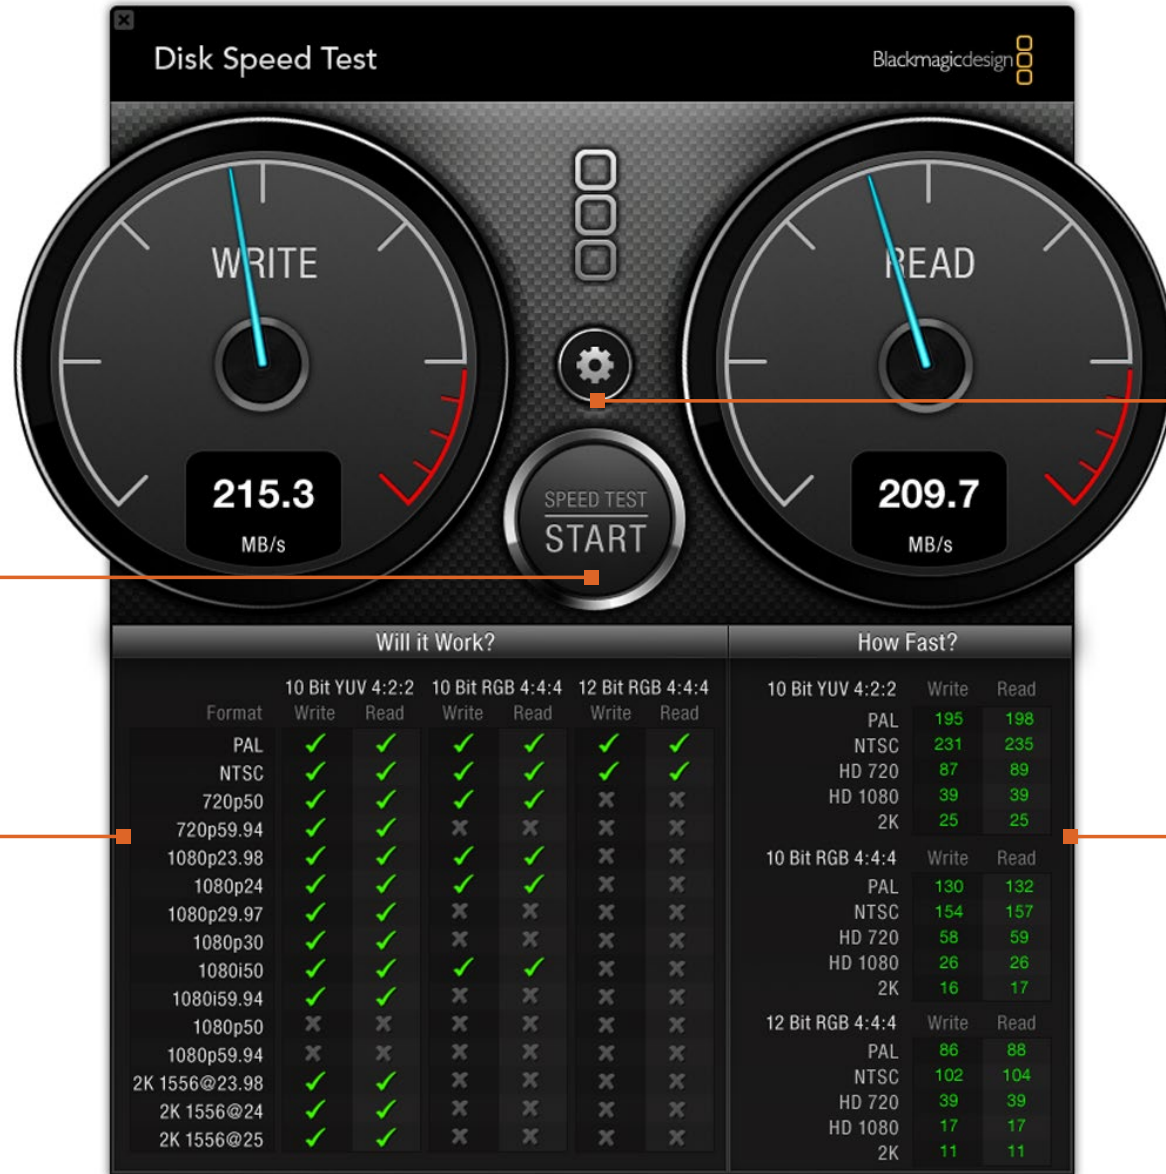 Disk Speed Test
Blackmagicdesign
WRITE
READ
215.3
MB/s
209.7
MB/s
SPEED TEST
START
Will it Work?
How Fast?
10 Bit YUV 4:2:2 10 Bit RGB 4:4:4 12 Bit RGB 4:4:4
Format Write Read Write Read Write Read
PAL
NTSC
720p50
720p59.94
1080p23.98
1080p24
1080p29.97
1080p30
1080i50
1080i59.94
1080p50
1080p59.94
2K 1556@23.98
2K 1556@24
2K 1556@25
10 Bit YUV 4:2:2 Write Read
PAL 195 198
NTSC 231 235
HD 720 87 89
HD 1080 39 39
2K 25 25
10 Bit RGB 4:4:4 Write Read
PAL 130 132
NTSC 154 157
HD 720 58 59
HD 1080 26 26
2K 16 17
12 Bit RGB 4:4:4 Write Read
PAL 86 88
NTSC 102 104
HD 720 39 39
HD 1080 17 17
2K 11 11